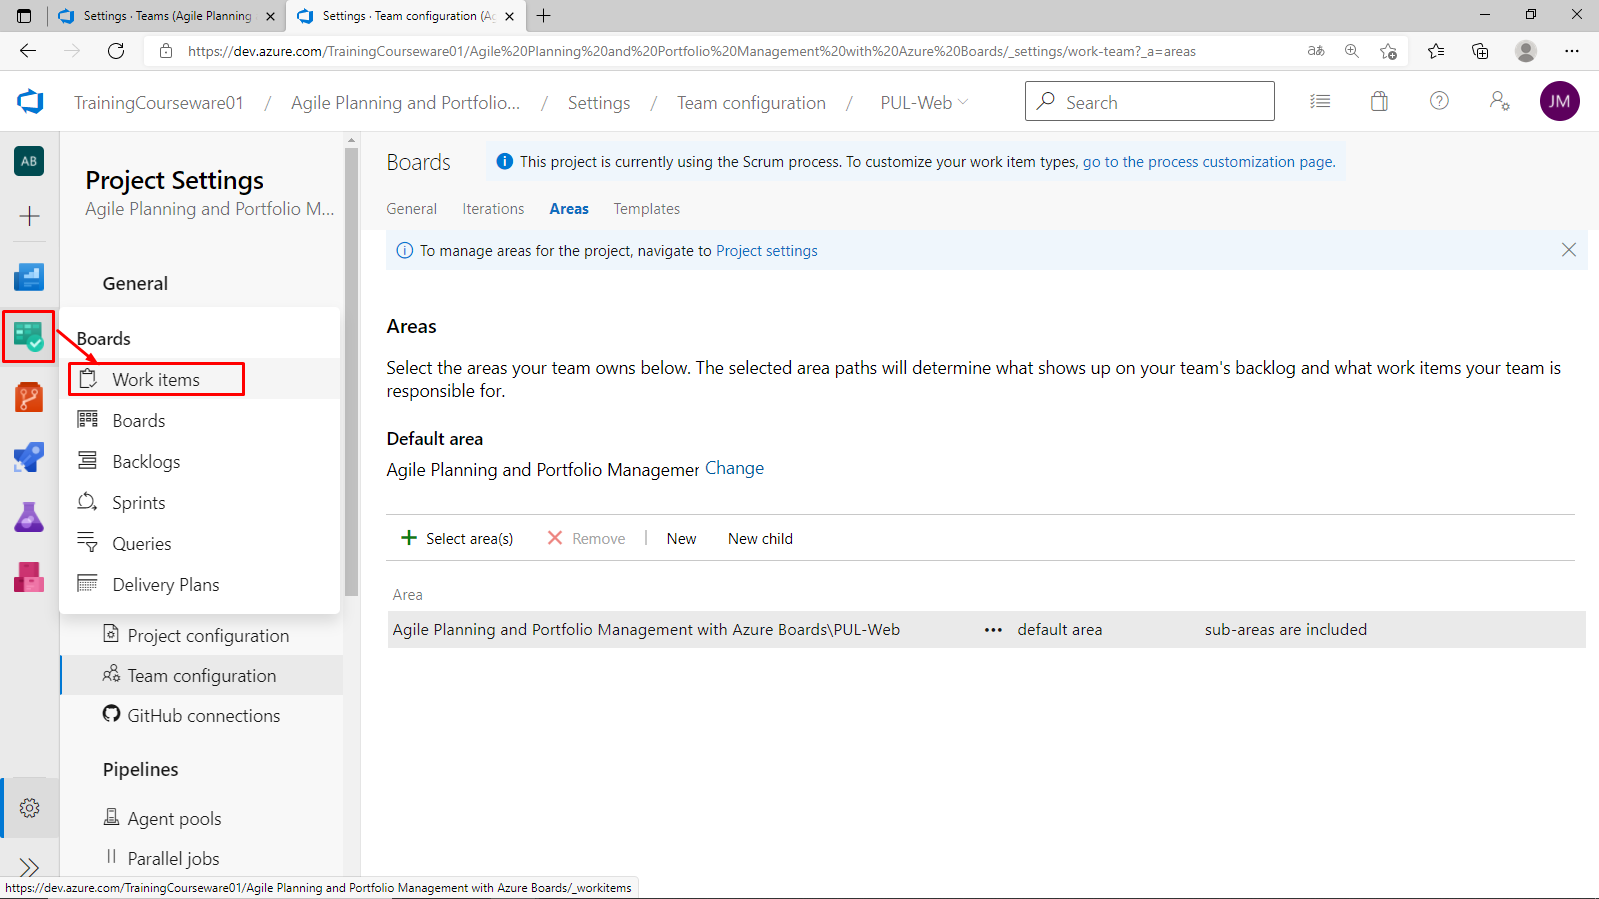 Settings · Teams (Agile Planning
Settings · Team configuration (Ag
https://dev.azure.com/TrainingCourseware01/Agile%20Planning%20and%20Portfolio%20Management%20with%20Azure%20Boards/_settings/work-team?_a=areas
aあ
TrainingCourseware01 / Agile Planning and Portfolio... / Settings / Team configuration / PUL-Web
Search
JM
AB
Project Settings
Agile Planning and Portfolio M...
General
Boards
Work items
Boards
Backlogs
Sprints
Queries
Delivery Plans
Project configuration
Team configuration
GitHub connections
Pipelines
Agent pools
Parallel jobs
Boards
This project is currently using the Scrum process. To customize your work item types, go to the process customization page.
General Iterations Areas Templates
To manage areas for the project, navigate to Project settings
Areas
Select the areas your team owns below. The selected area paths will determine what shows up on your team's backlog and what work items your team is
responsible for.
Default area
Agile Planning and Portfolio Managemer Change
Select area(s) Remove New New child
Area
Agile Planning and Portfolio Management with Azure Boards\PUL-Web ••• default area sub-areas are included
https://dev.azure.com/TrainingCourseware01/Agile Planning and Portfolio Management with Azure Boards/_workitems